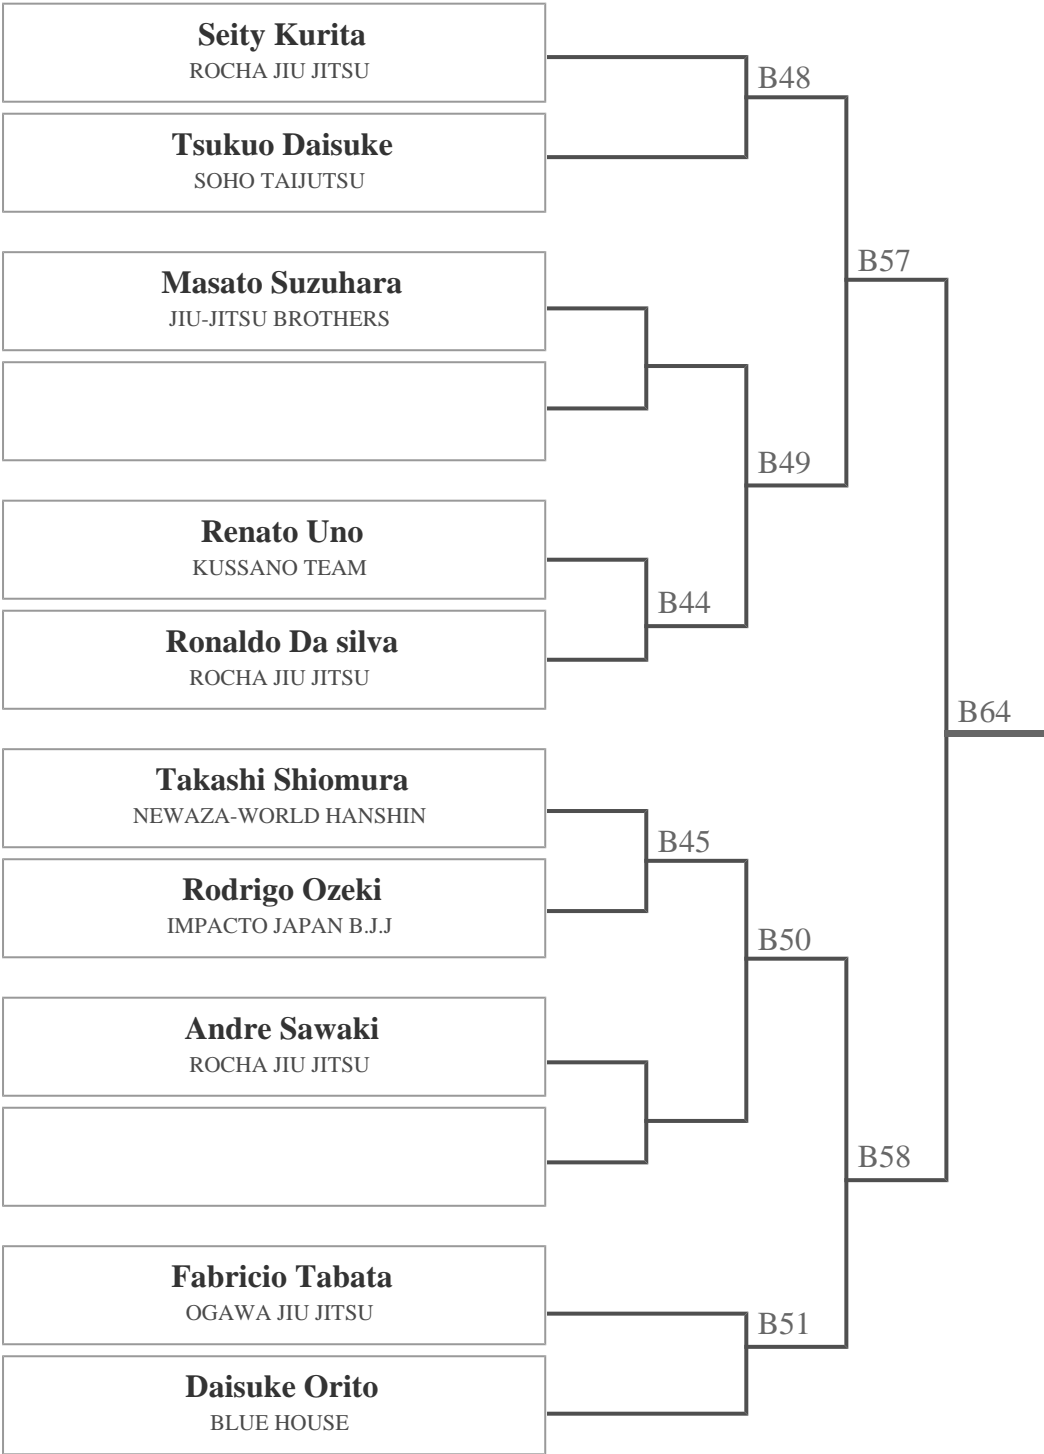 Seity Kurita
ROCHA JIU JITSU
B48
Tsukuo Daisuke
SOHO TAIJUTSU
B57
Masato Suzuhara
JIU-JITSU BROTHERS
B49
Renato Uno
KUSSANO TEAM
B44
Ronaldo Da silva
ROCHA JIU JITSU
B64
Takashi Shiomura
NEWAZA-WORLD HANSHIN
B45
Rodrigo Ozeki
IMPACTO JAPAN B.J.J
B50
Andre Sawaki
ROCHA JIU JITSU
B58
Fabricio Tabata
OGAWA JIU JITSU
B51
Daisuke Orito
BLUE HOUSE